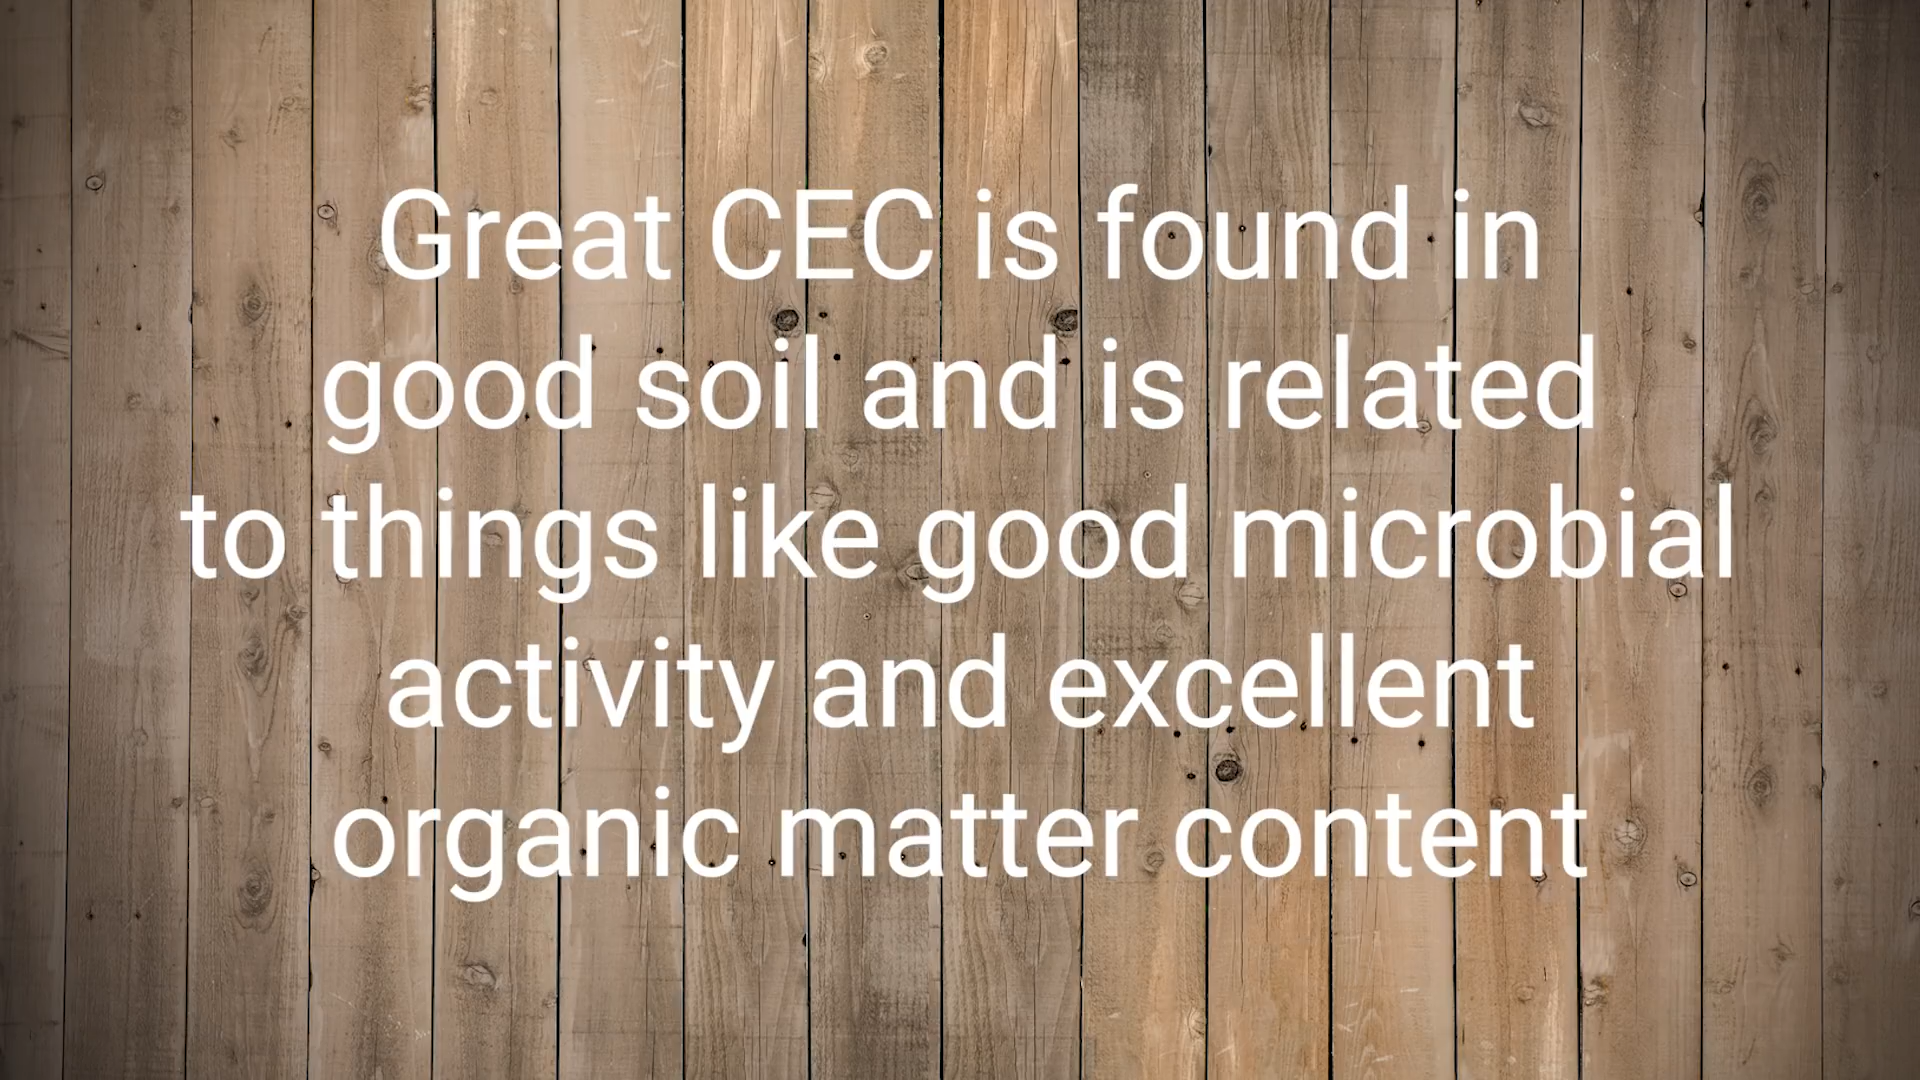 Great CEC is found in
good soil and is related
to things like good microbial
activity and excellent
organic matter content